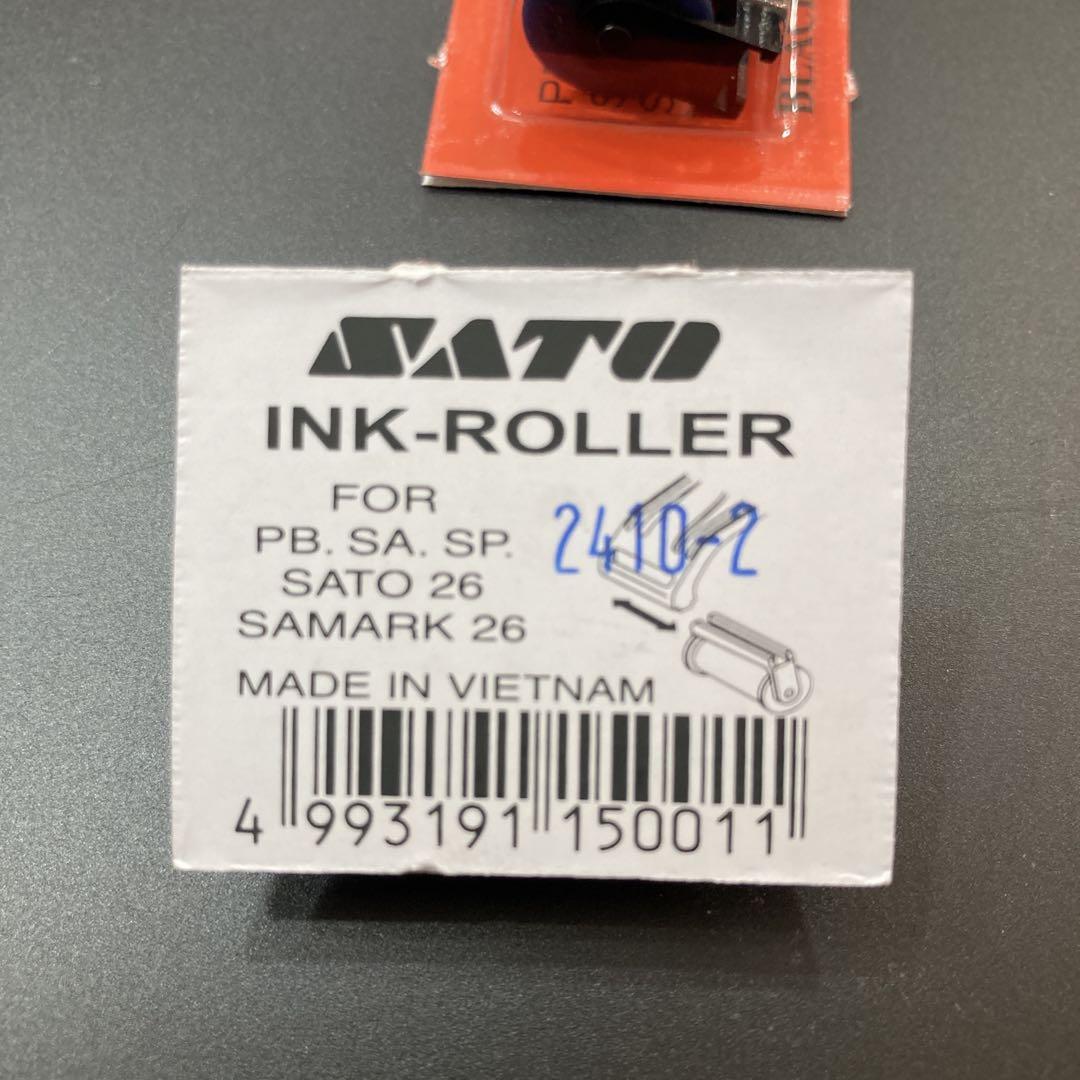 BLAC
P
S
S
SATO
INK-ROLLER
FOR
PB. SA. SP.
SATO 26
SAMARK 26
2410-2
MADE IN VIETNAM
4 993191 150011